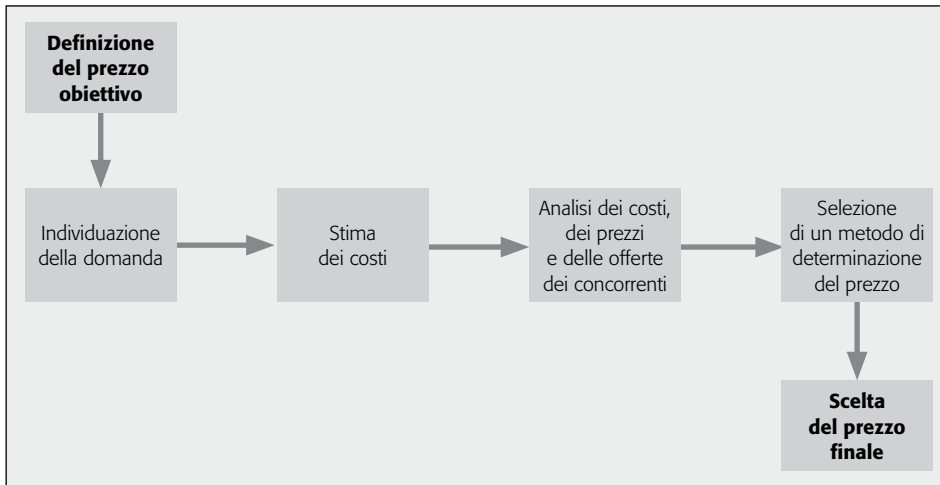 Definizione
del prezzo
obiettivo
Individuazione
della domanda
Stima
dei costi
Analisi dei costi,
dei prezzi
e delle offerte
dei concorrenti
Selezione
di un metodo di
determinazione
del prezzo
Scelta
del prezzo
finale